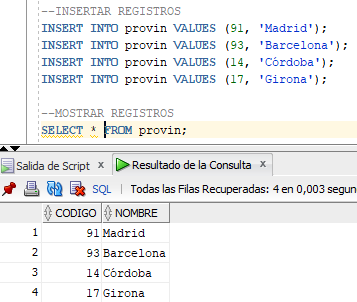 --INSERTAR REGISTROS
INSERT INTO provin VALUES (91, 'Madrid');
INSERT INTO provin VALUES (93, 'Barcelona');
INSERT INTO provin VALUES (14, 'Córdoba');
INSERT INTO provin VALUES (17, 'Girona');
--MOSTRAR REGISTROS
SELECT * FROM provin;
Salida de Script x Resultado de la Consulta x
SQL | Todas las Filas Recuperadas: 4 en 0,003 segun
CODIGO NOMBRE
1 91 Madrid
2 93 Barcelona
3 14 Córdoba
4 17 Girona